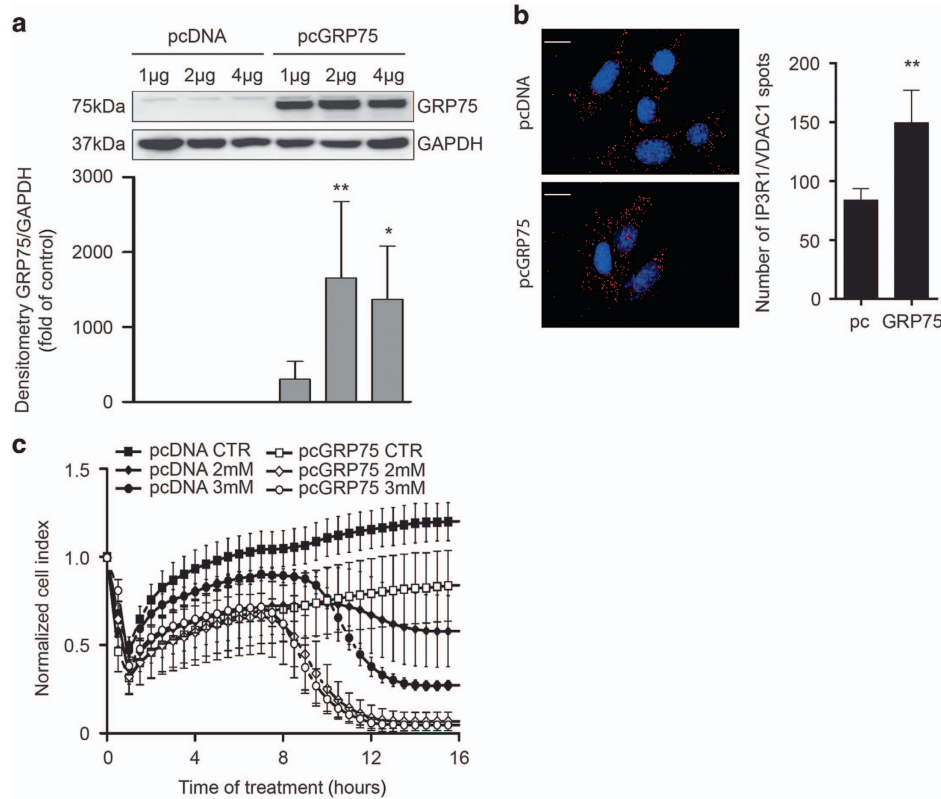 a
pcDNA pcGRP75
1µg 2µg 4µg 1µg 2µg 4µg
75kDa GRP75
37kDa GAPDH
Densitometry GRP75/GAPDH
(fold of control)
3000
2000
1000
0
** *
b
pcDNA
pcGRP75
Number of IP3R1/VDAC1 spots
200
150
100
50
0
**
pc GRP75
c
pcDNA CTR pcGRP75 CTR
pcDNA 2mM pcGRP75 2mM
pcDNA 3mM pcGRP75 3mM
Normalized cell index
1.5
1.0
0.5
0
0 4 8 12 16
Time of treatment (hours)